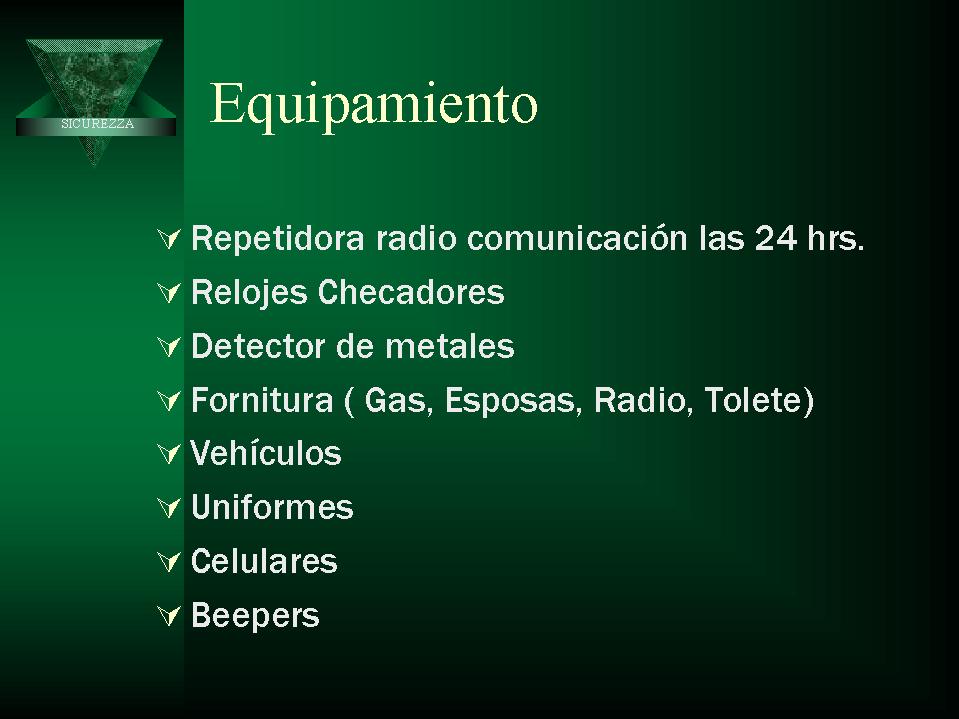 SICUREZZA
Equipamiento
Repetidora radio comunicación las 24 hrs.
Relojes Checadores
Detector de metales
Fornitura ( Gas, Esposas, Radio, Tolete)
Vehículos
Uniformes
Celulares
Beepers